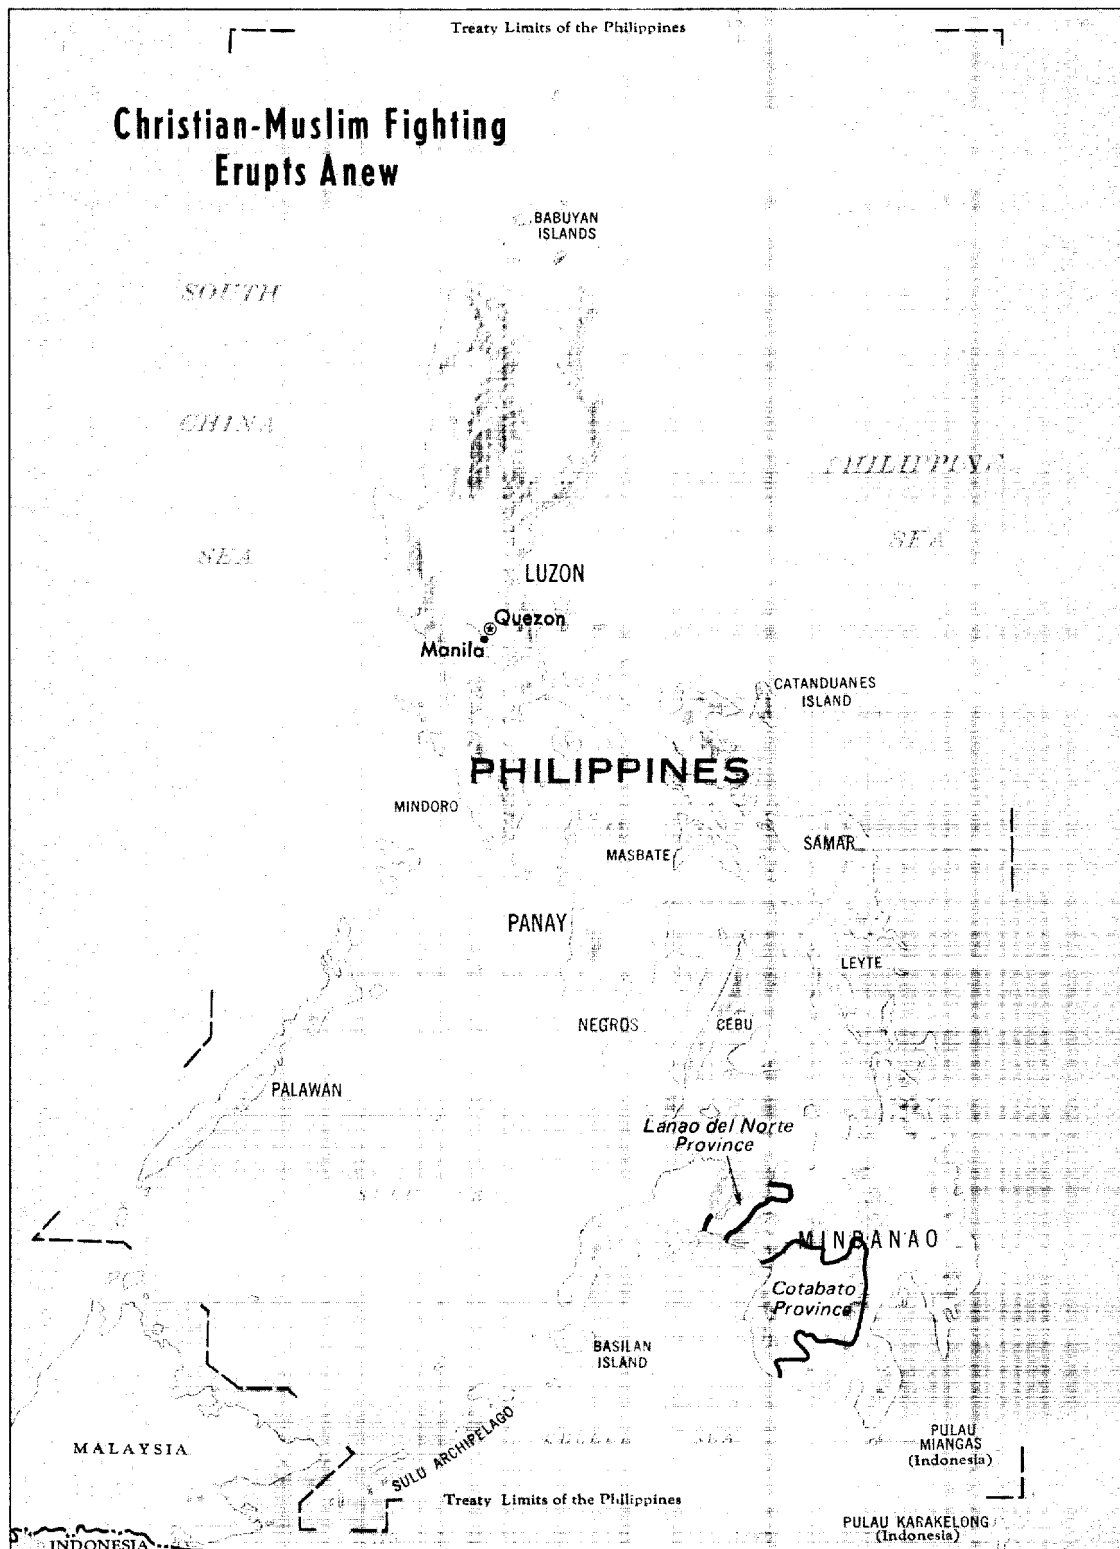 Treaty Limits of the Philippines
Christian-Muslim Fighting
Erupts Anew
BABUYAN
ISLANDS
SOUTH
CHINA
SEA
PHILIPPINE
SEA
LUZON
Quezon
Manila
CATANDUANES
ISLAND
PHILIPPINES
MINDORO
MASBATE
SAMAR
PANAY
LEYTE
NEGROS
CEBU
PALAWAN
Lanao del Norte
Province
MINDANAO
Cotabato
Province
BASILAN
ISLAND
MALAYSIA
SULU ARCHIPELAGO
SEA
PULAU
MIANGAS
(Indonesia)
Treaty Limits of the Philippines
PULAU KARAKELONG
(Indonesia)
INDONESIA